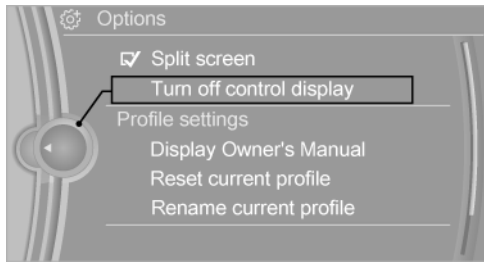 Options
Split screen
Turn off control display
Profile settings
Display Owner's Manual
Reset current profile
Rename current profile